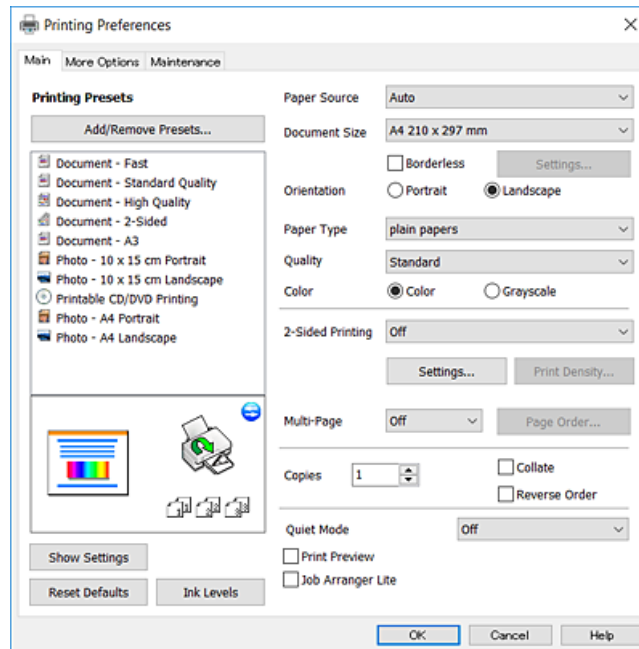 Printing Preferences
Main More Options Maintenance
Printing Presets
Add/Remove Presets...
Document - Fast
Document - Standard Quality
Document - High Quality
Document - 2-Sided
Document - A3
Photo - 10 x 15 cm Portrait
Photo - 10 x 15 cm Landscape
Printable CD/DVD Printing
Photo - A4 Portrait
Photo - A4 Landscape
Show Settings
Reset Defaults Ink Levels
Paper Source Auto
Document Size A4 210 x 297 mm
Borderless Settings...
Orientation Portrait Landscape
Paper Type plain papers
Quality Standard
Color Color Grayscale
2-Sided Printing Off
Settings... Print Density...
Multi-Page Off Page Order...
Copies 1 Collate
Reverse Order
Quiet Mode Off
Print Preview
Job Arranger Lite
OK Cancel Help